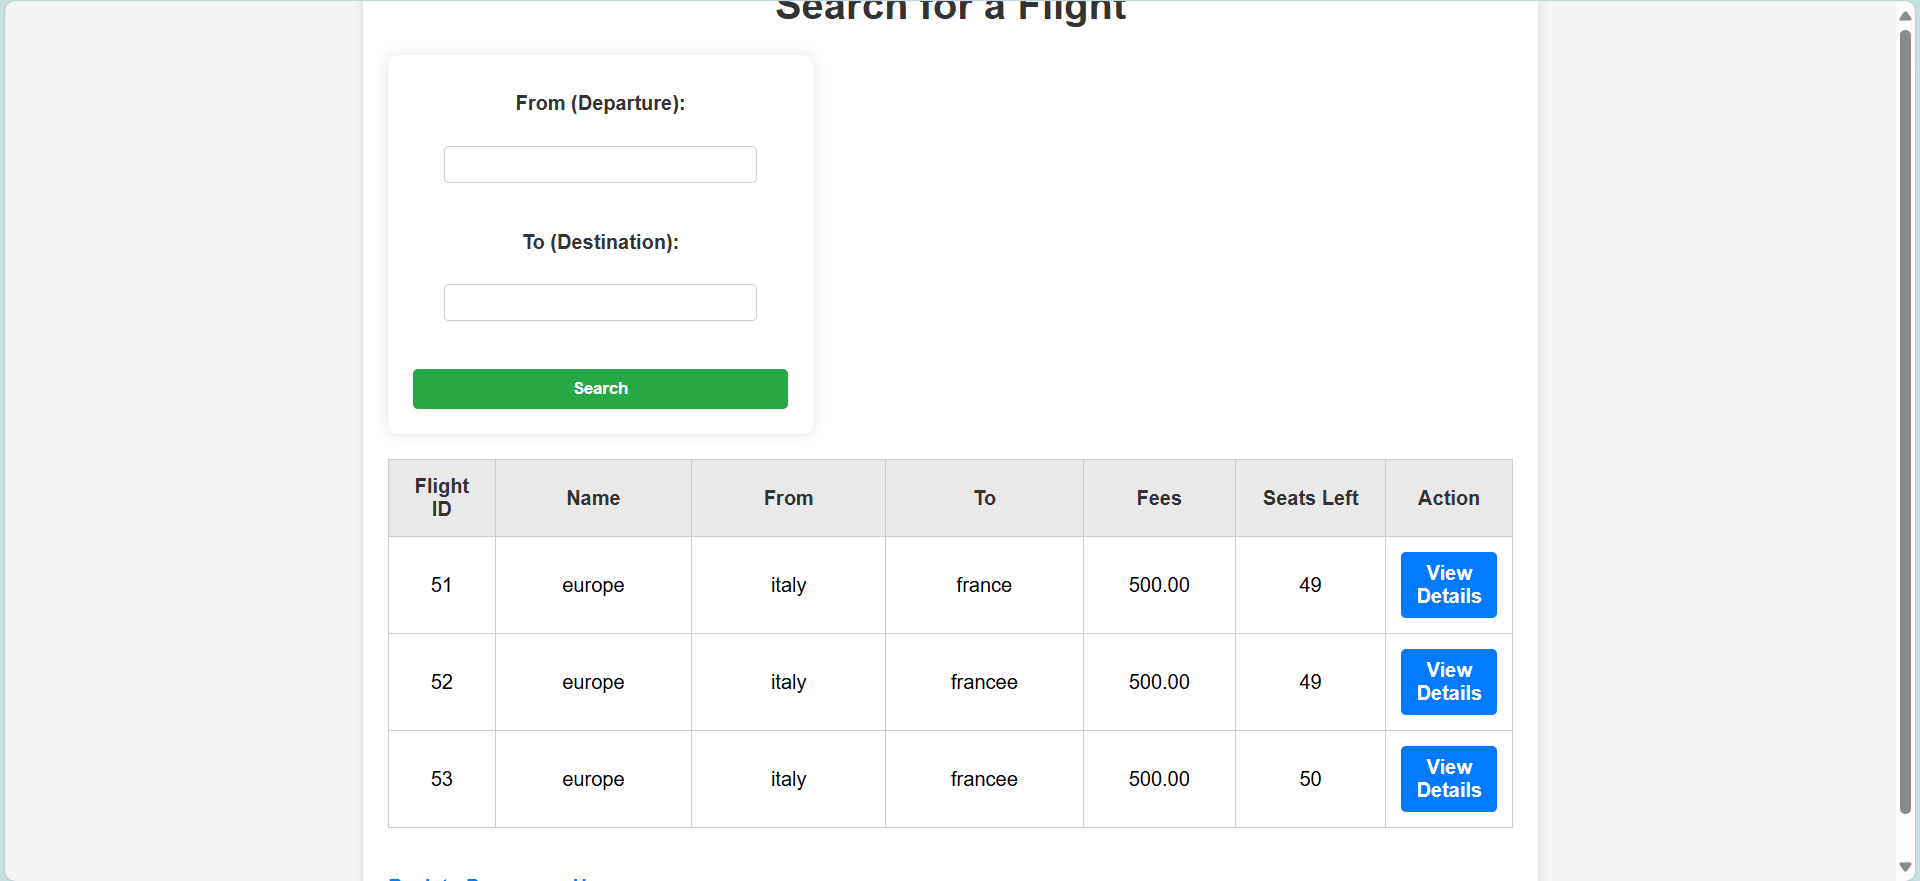 Search for a Flight
From (Departure):
To (Destination):
Search
Flight ID Name From To Fees Seats Left Action
51 europe italy france 500.00 49 View Details
52 europe italy francee 500.00 49 View Details
53 europe italy francee 500.00 50 View Details